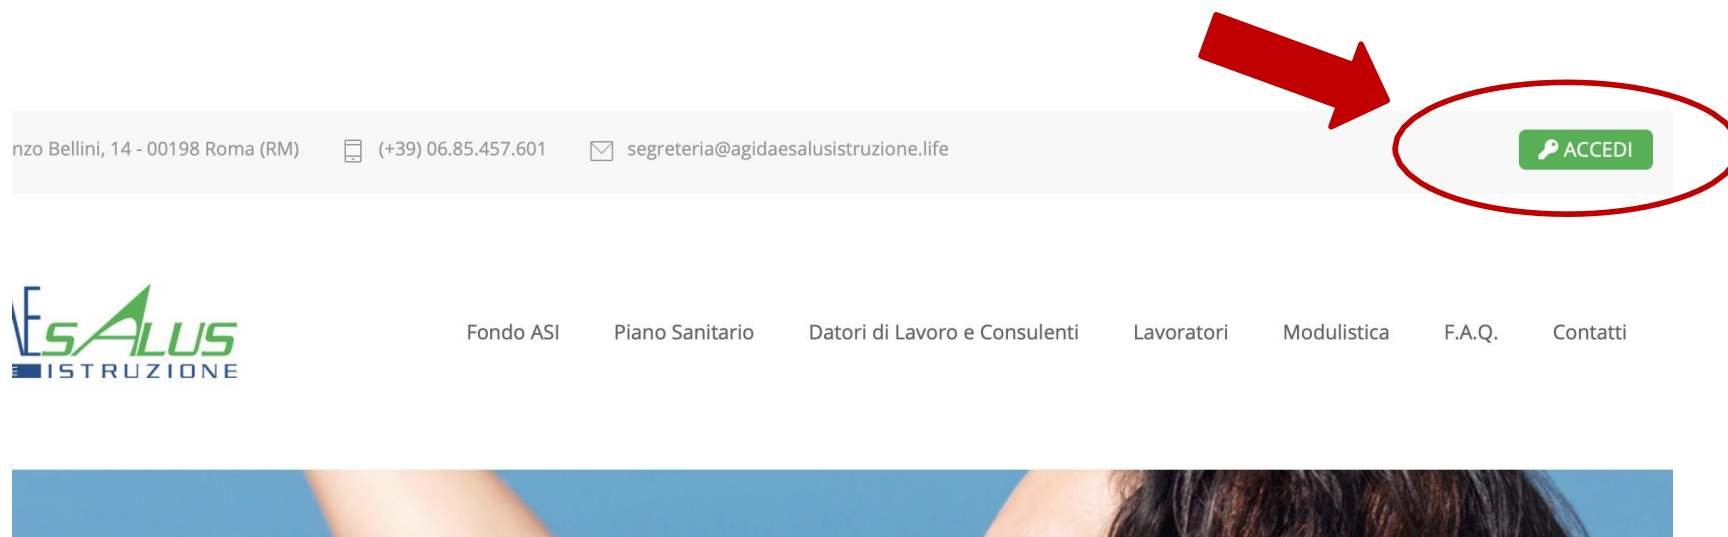 nzo Bellini, 14 - 00198 Roma (RM) (+39) 06.85.457.601 segreteria@agidaesalusistruzione.life ACCEDI
ESALUS
ISTRUZIONE
Fondo ASI Piano Sanitario Datori di Lavoro e Consulenti Lavoratori Modulistica F.A.Q. Contatti